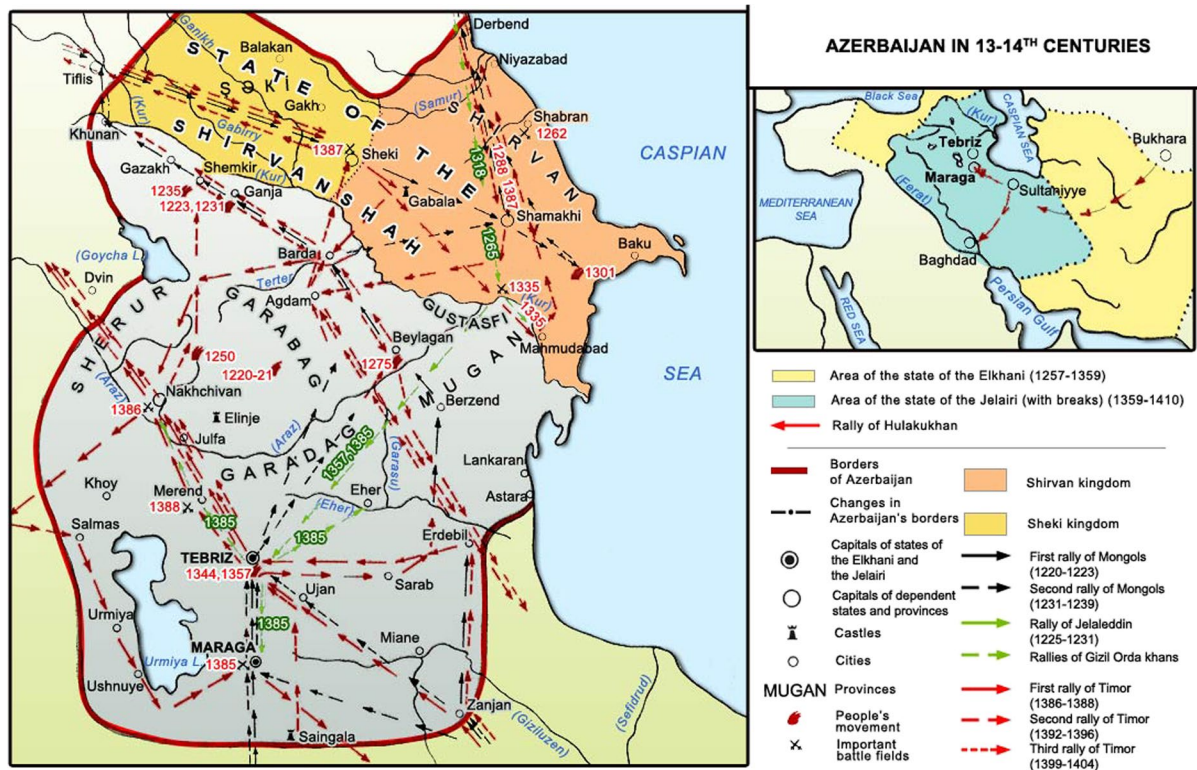 AZERBAIJAN IN 13-14TH CENTURIES
Derbend
Ganikh
Balakan
Niyazabad
Tiflis
STATE OF
ŞƏKİ
Gakh
(Samur)
SHIRVAN
Shabran
1262
(Kur)
Gabirry
Khunan
SHIRVANSHAH
THE
1387
Sheki
1318
1288
1387
CASPIAN
Gazakh
Shemkir
(Kur)
1235
Ganja
1223,1231
Gabala
Shamakhi
1265
Baku
Barda
1301
(Goycha L.)
Dvin
Terter
Agdam
1335
(Kur)
1335
GUSTASFI
SHERUR
GARABAG
Beylagan
Mahmudabad
1250
1220-21
1275
MUGAN
SEA
(Araz)
Nakhchivan
1386
Elinje
Berzend
Julfa
(Araz)
GARADAG
1357,1385
(Garasu)
Lankaran
Khoy
Merend
1388
Eher
Astara
1385
(Eher)
Salmas
1385
Erdebil
TEBRIZ
1344,1357
Sarab
Ujan
Urmiya
1385
MARAGA
Miane
Urmiya L.
1385
Ushnuye
Zanjan
(Giziluzen)
(Sefidrud)
Saingala
Black Sea
(Kur)
CASPIAN SEA
Bukhara
Tebriz
Maraga
Sultaniyye
(Ferat)
MEDITERRANEAN
SEA
Baghdad
Persian Gulf
RED SEA
Area of the state of the Elkhani (1257-1359)
Area of the state of the Jelairi (with breaks) (1359-1410)
Rally of Hulakukhan
Borders
of Azerbaijan
Changes in
Azerbaijan's borders
Capitals of states of
the Elkhani and
the Jelairi
Capitals of dependent
states and provinces
Castles
Cities
MUGAN Provinces
People's
movement
Important
battle fields
Shirvan kingdom
Sheki kingdom
First rally of Mongols
(1220-1223)
Second rally of Mongols
(1231-1239)
Rally of Jelaleddin
(1225-1231)
Rallies of Gizil Orda khans
First rally of Timor
(1386-1388)
Second rally of Timor
(1392-1396)
Third rally of Timor
(1399-1404)